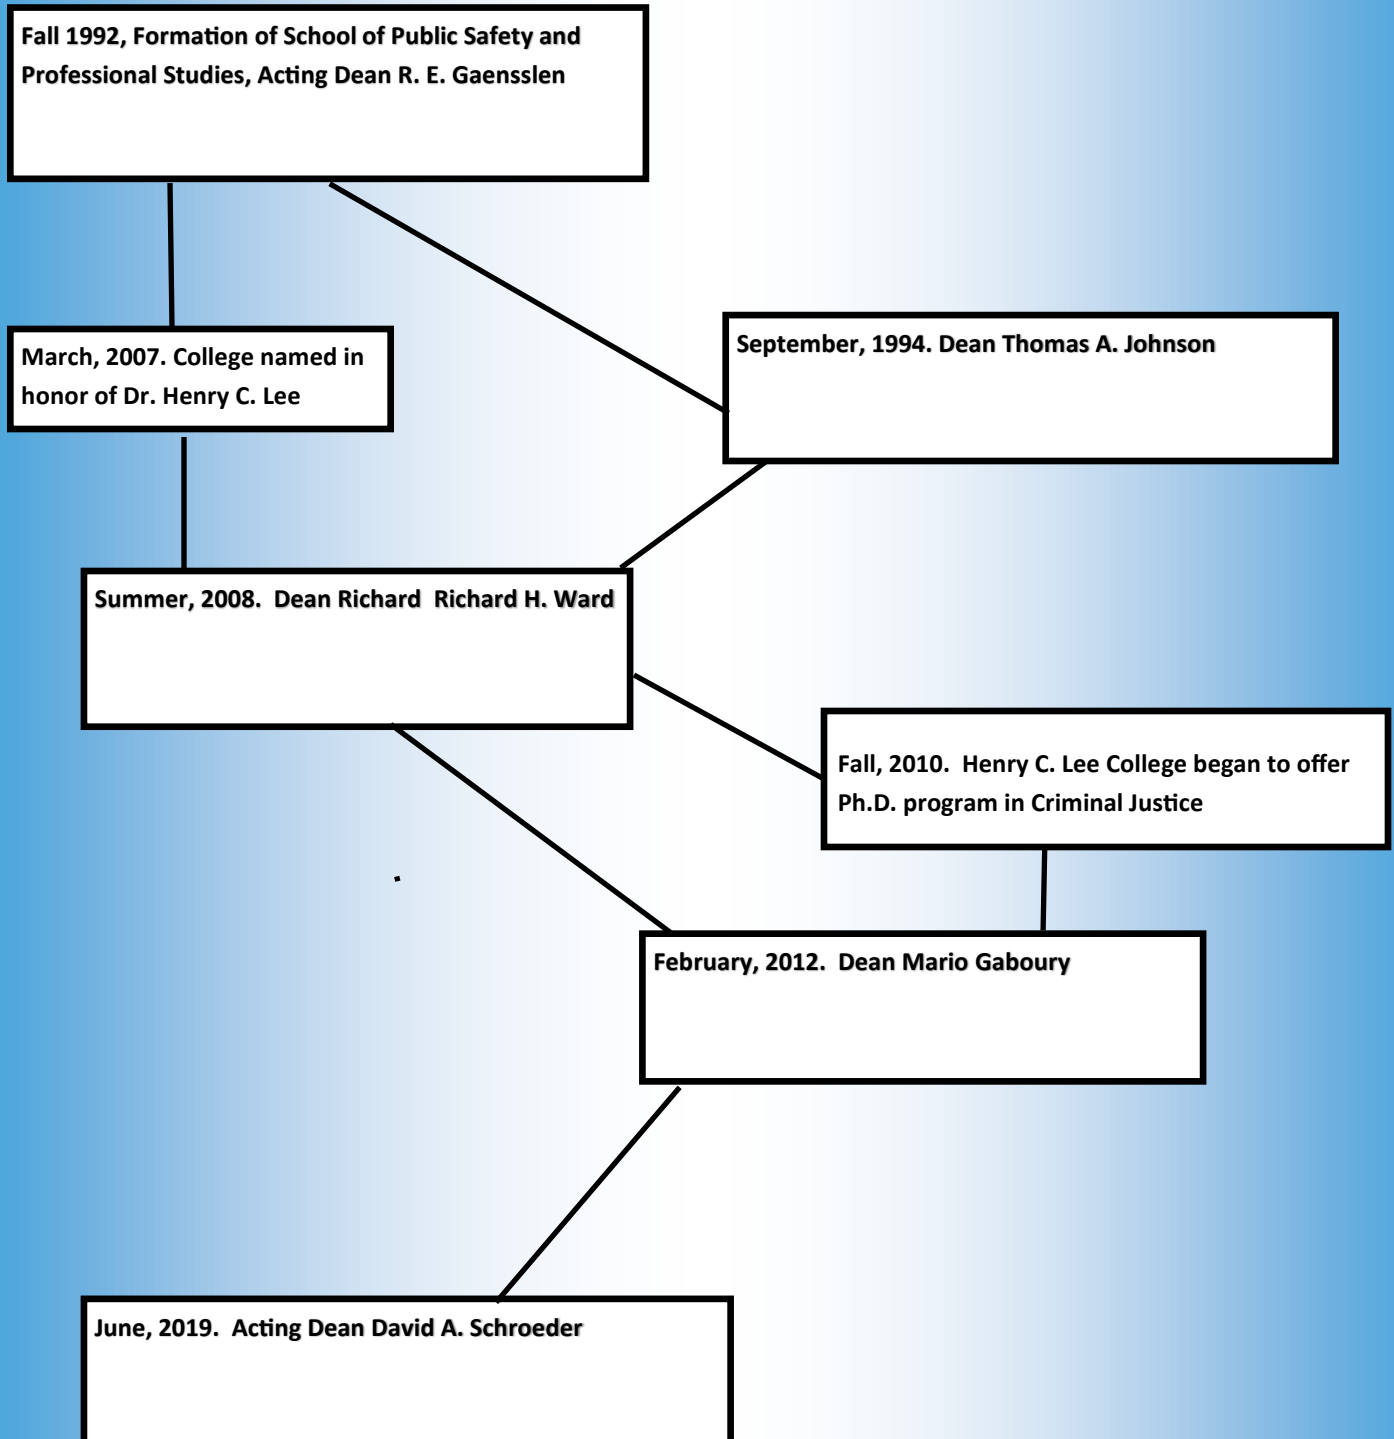 Fall 1992, Formation of School of Public Safety and
Professional Studies, Acting Dean R. E. Gaensslen
March, 2007. College named in
honor of Dr. Henry C. Lee
September, 1994. Dean Thomas A. Johnson
Summer, 2008.  Dean Richard  Richard H. Ward
Fall, 2010.  Henry C. Lee College began to offer
Ph.D. program in Criminal Justice
.
February, 2012.  Dean Mario Gaboury
June, 2019.  Acting Dean David A. Schroeder